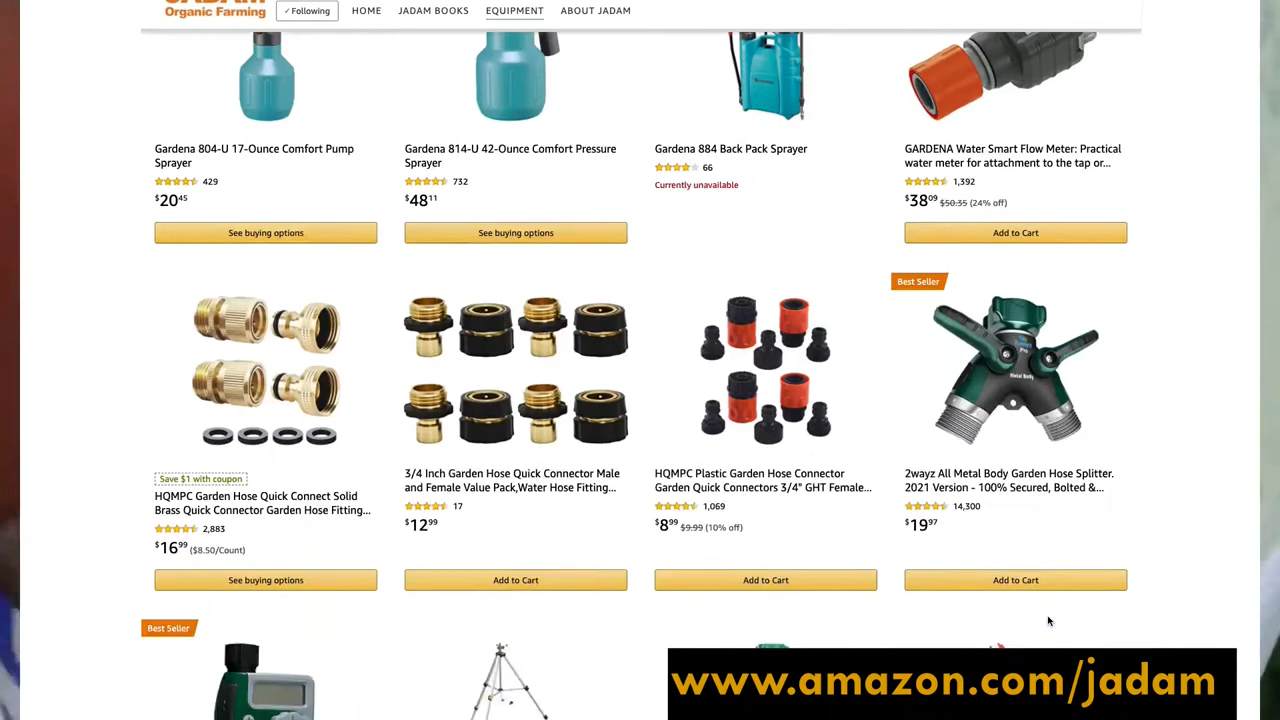 JADAM
Organic Farming
✓ Following
HOME
JADAM BOOKS
EQUIPMENT
ABOUT JADAM
Gardena 804-U 17-Ounce Comfort Pump
Sprayer
429
$20.45
See buying options
Gardena 814-U 42-Ounce Comfort Pressure
Sprayer
732
$48.11
See buying options
Gardena 884 Back Pack Sprayer
66
Currently unavailable
GARDENA Water Smart Flow Meter: Practical
water meter for attachment to the tap or...
1,392
$38.09 $50.35 (24% off)
Add to Cart
Save $1 with coupon
HQMPC Garden Hose Quick Connect Solid
Brass Quick Connector Garden Hose Fitting...
2,883
$16.99 ($8.50/Count)
See buying options
3/4 Inch Garden Hose Quick Connector Male
and Female Value Pack,Water Hose Fitting...
17
$12.99
Add to Cart
HQMPC Plastic Garden Hose Connector
Garden Quick Connectors 3/4" GHT Female...
1,069
$8.99 $9.99 (10% off)
Add to Cart
Best Seller
Metal Body
2wayz All Metal Body Garden Hose Splitter.
2021 Version - 100% Secured, Bolted &...
14,300
$19.97
Add to Cart
Best Seller
www.amazon.com/jadam